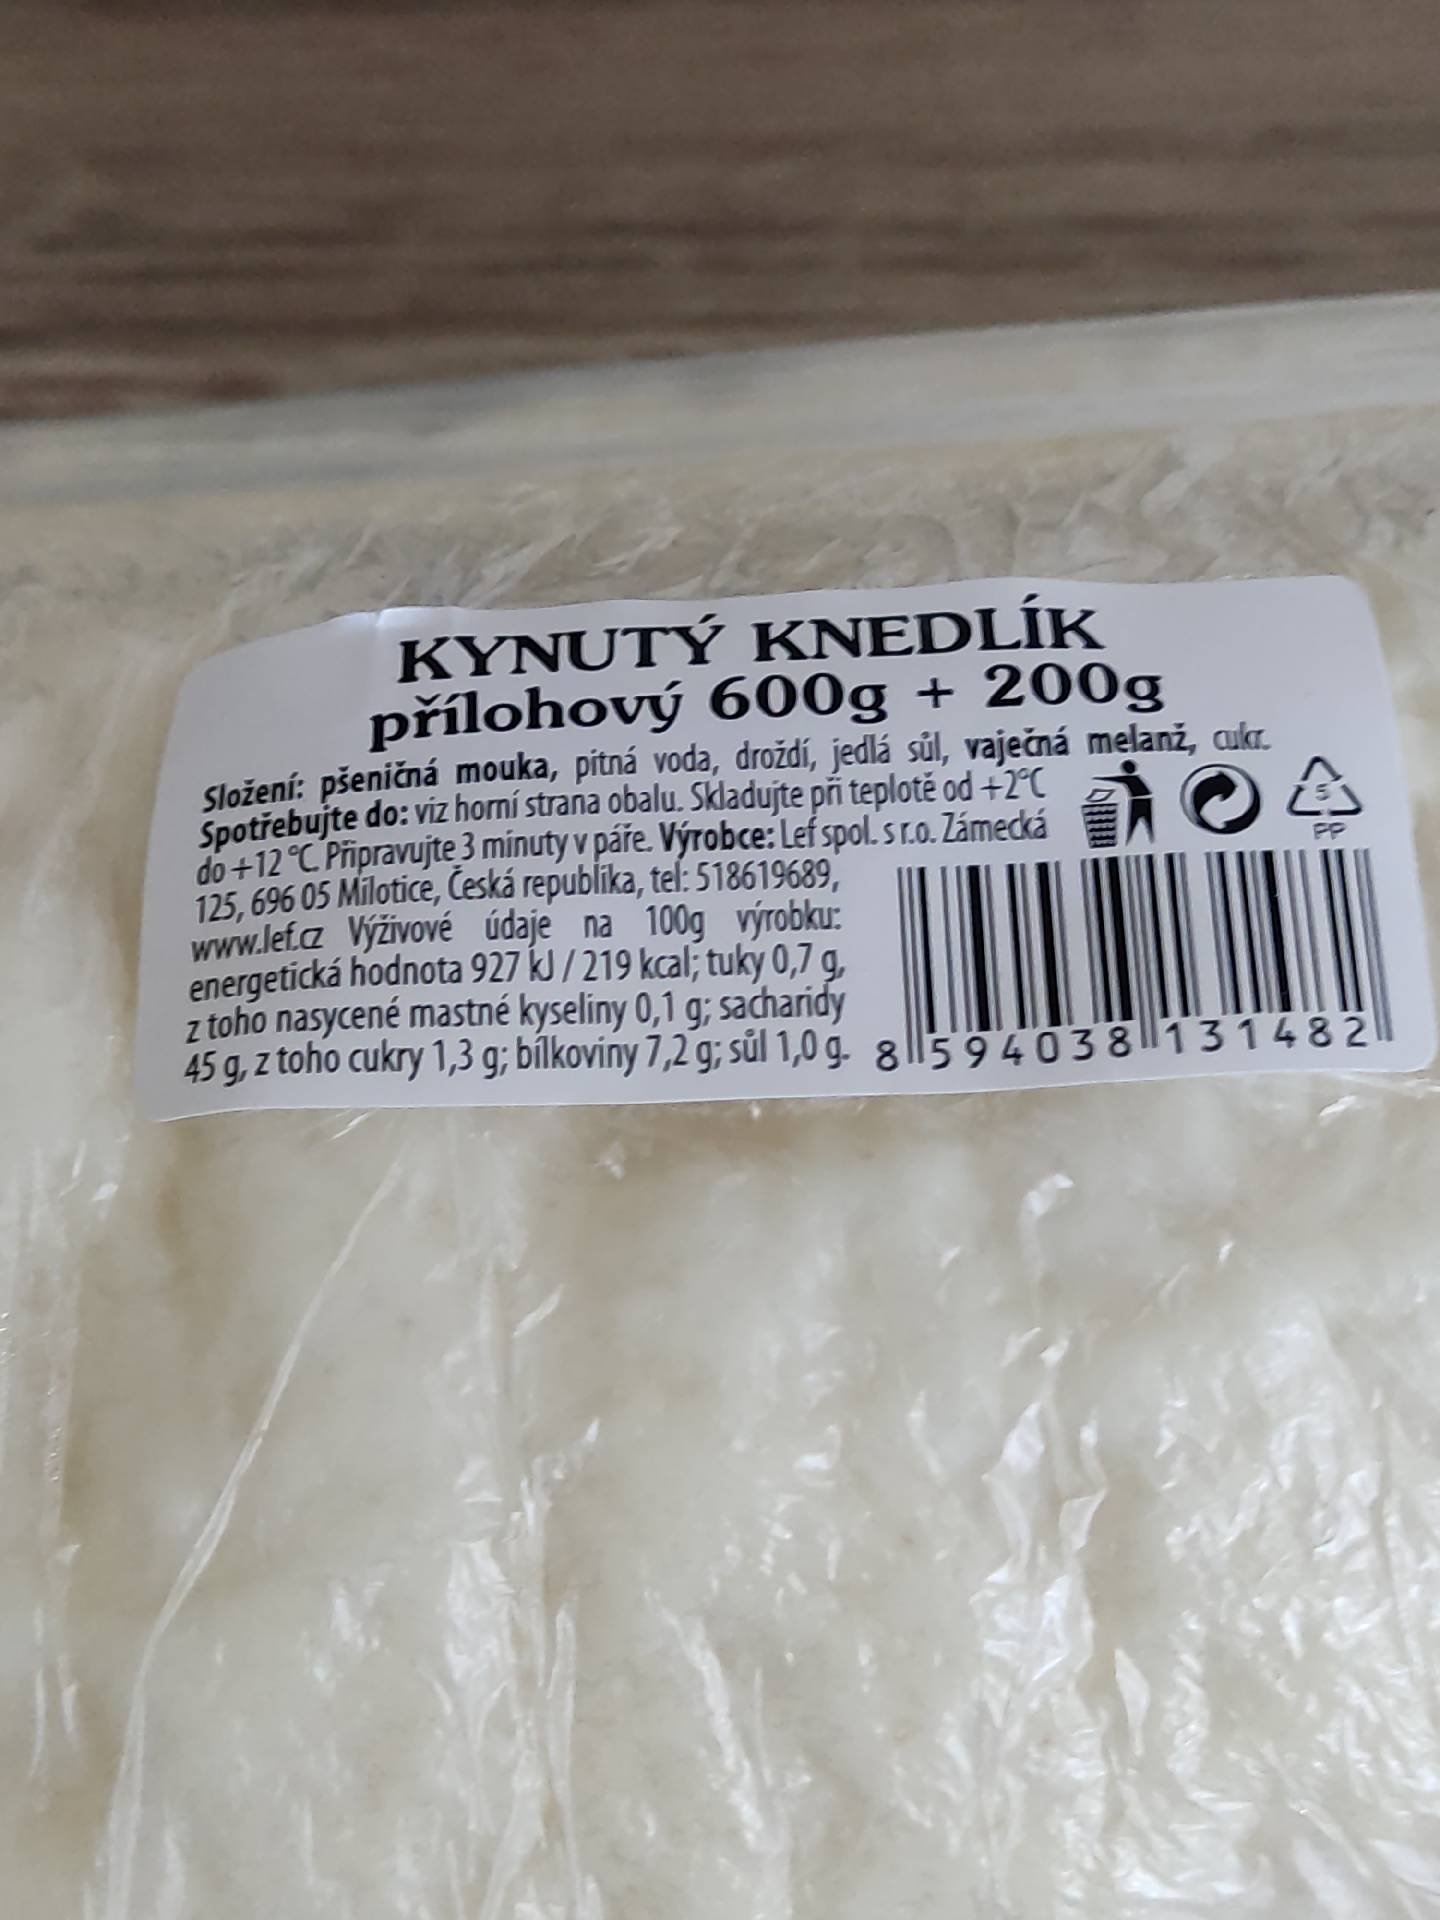 KYNUTÝ KNEDLÍK
přílohový 600g + 200g
Složení: pšeničná mouka, pitná voda, droždí, jedlá sůl, vaječná melanž, cukr.
Spotřebujte do: viz horní strana obalu. Skladujte při teplotě od +2°C
do +12 °C. Připravujte 3 minuty v páře. Výrobce: Lef spol. s r.o. Zámecká
125, 696 05 Milotice, Česká republika, tel: 518619689,
www.lef.cz Výživové údaje na 100g výrobku:
energetická hodnota 927 kJ / 219 kcal; tuky 0,7 g,
z toho nasycené mastné kyseliny 0,1 g; sacharidy
45 g, z toho cukry 1,3 g; bílkoviny 7,2 g; sůl 1,0 g.
5
PP
8 594038 131482